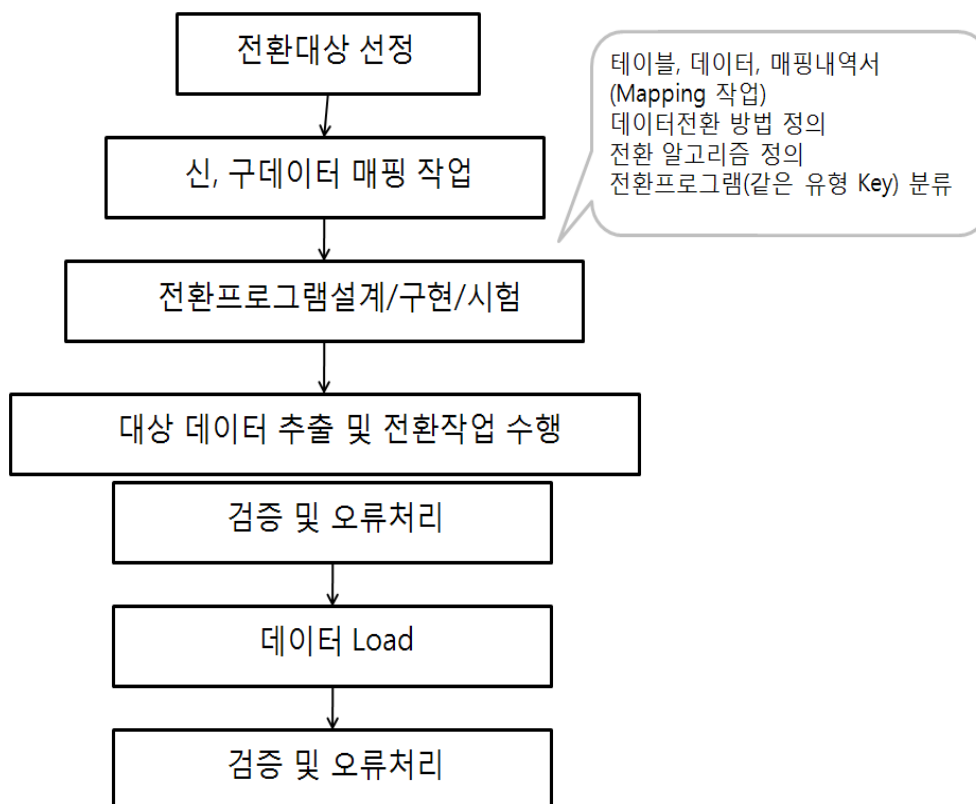 전환대상 선정
테이블, 데이터, 매핑내역서
(Mapping 작업)
데이터전환 방법 정의
전환 알고리즘 정의
전환프로그램(같은 유형 Key) 분류
신, 구데이터 매핑 작업
전환프로그램설계/구현/시험
대상 데이터 추출 및 전환작업 수행
검증 및 오류처리
데이터 Load
검증 및 오류처리